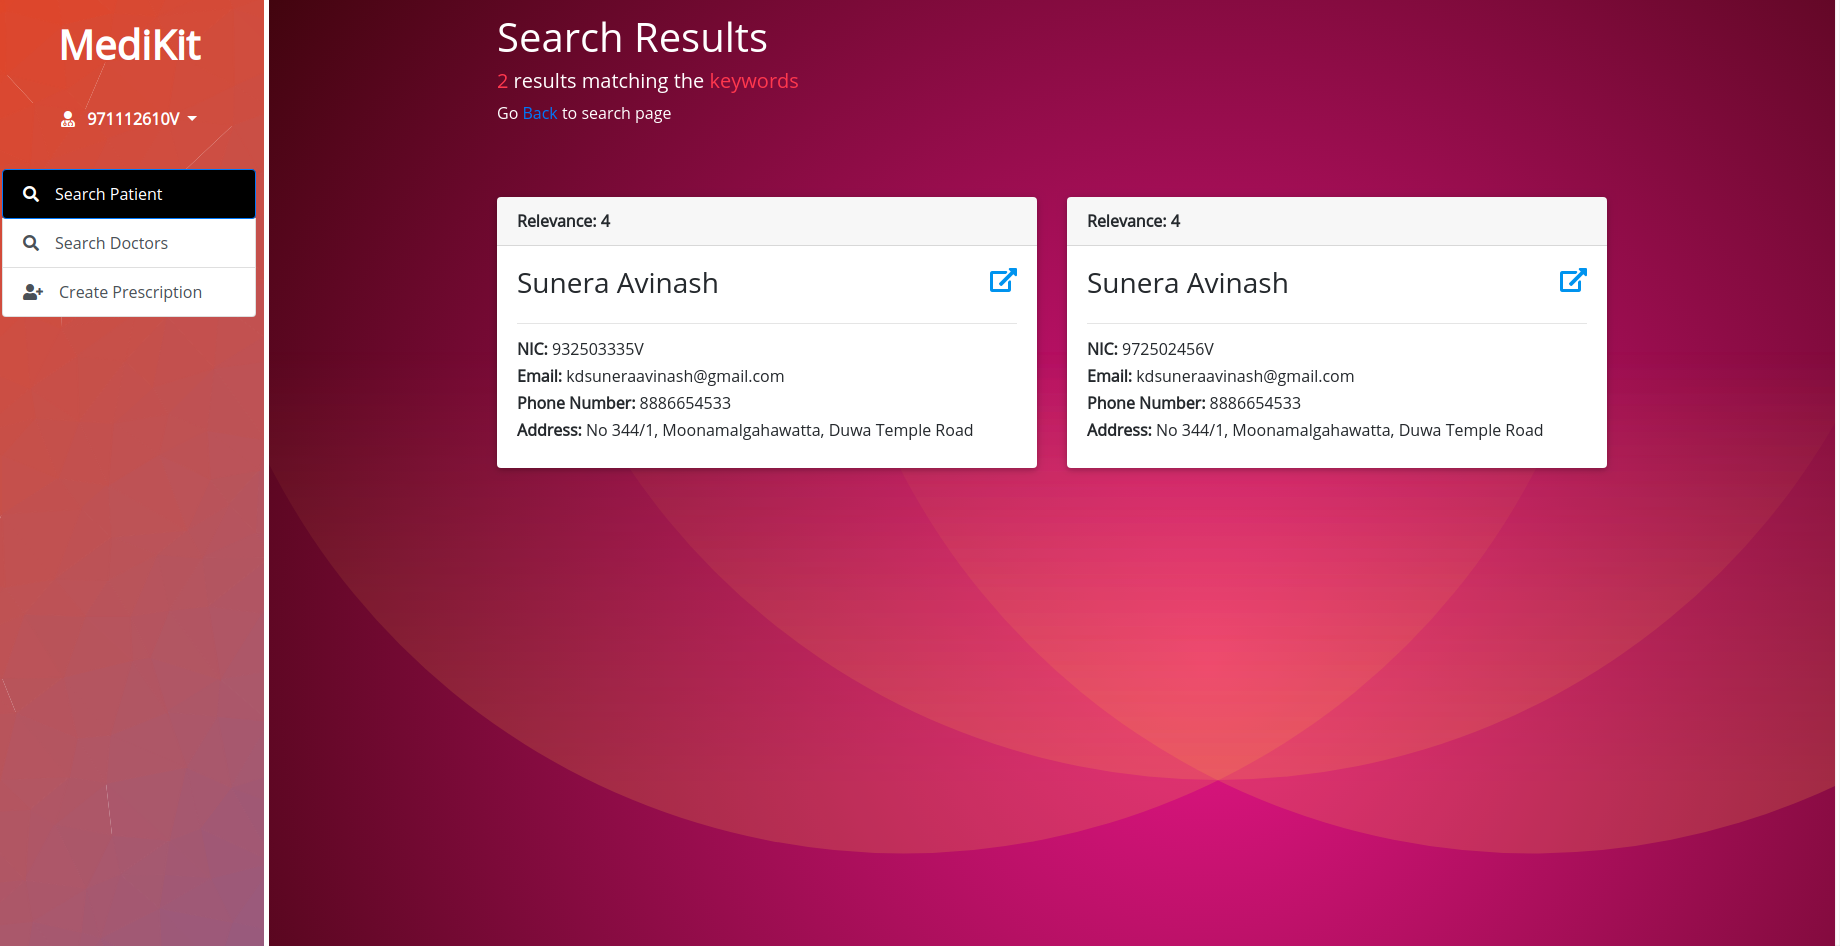 MediKit
971112610V
Search Patient
Search Doctors
Create Prescription
Search Results
2 results matching the keywords
Go Back to search page
Relevance: 4
Sunera Avinash
NIC: 932503335V
Email: kdsuneraavinash@gmail.com
Phone Number: 8886654533
Address: No 344/1, Moonamalgahawatta, Duwa Temple Road
Relevance: 4
Sunera Avinash
NIC: 972502456V
Email: kdsuneraavinash@gmail.com
Phone Number: 8886654533
Address: No 344/1, Moonamalgahawatta, Duwa Temple Road